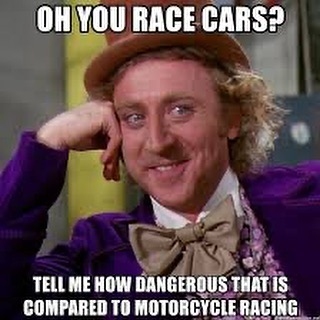 OH YOU RACE CARS?
TELL ME HOW DANGEROUS THAT IS
COMPARED TO MOTORCYCLE RACING